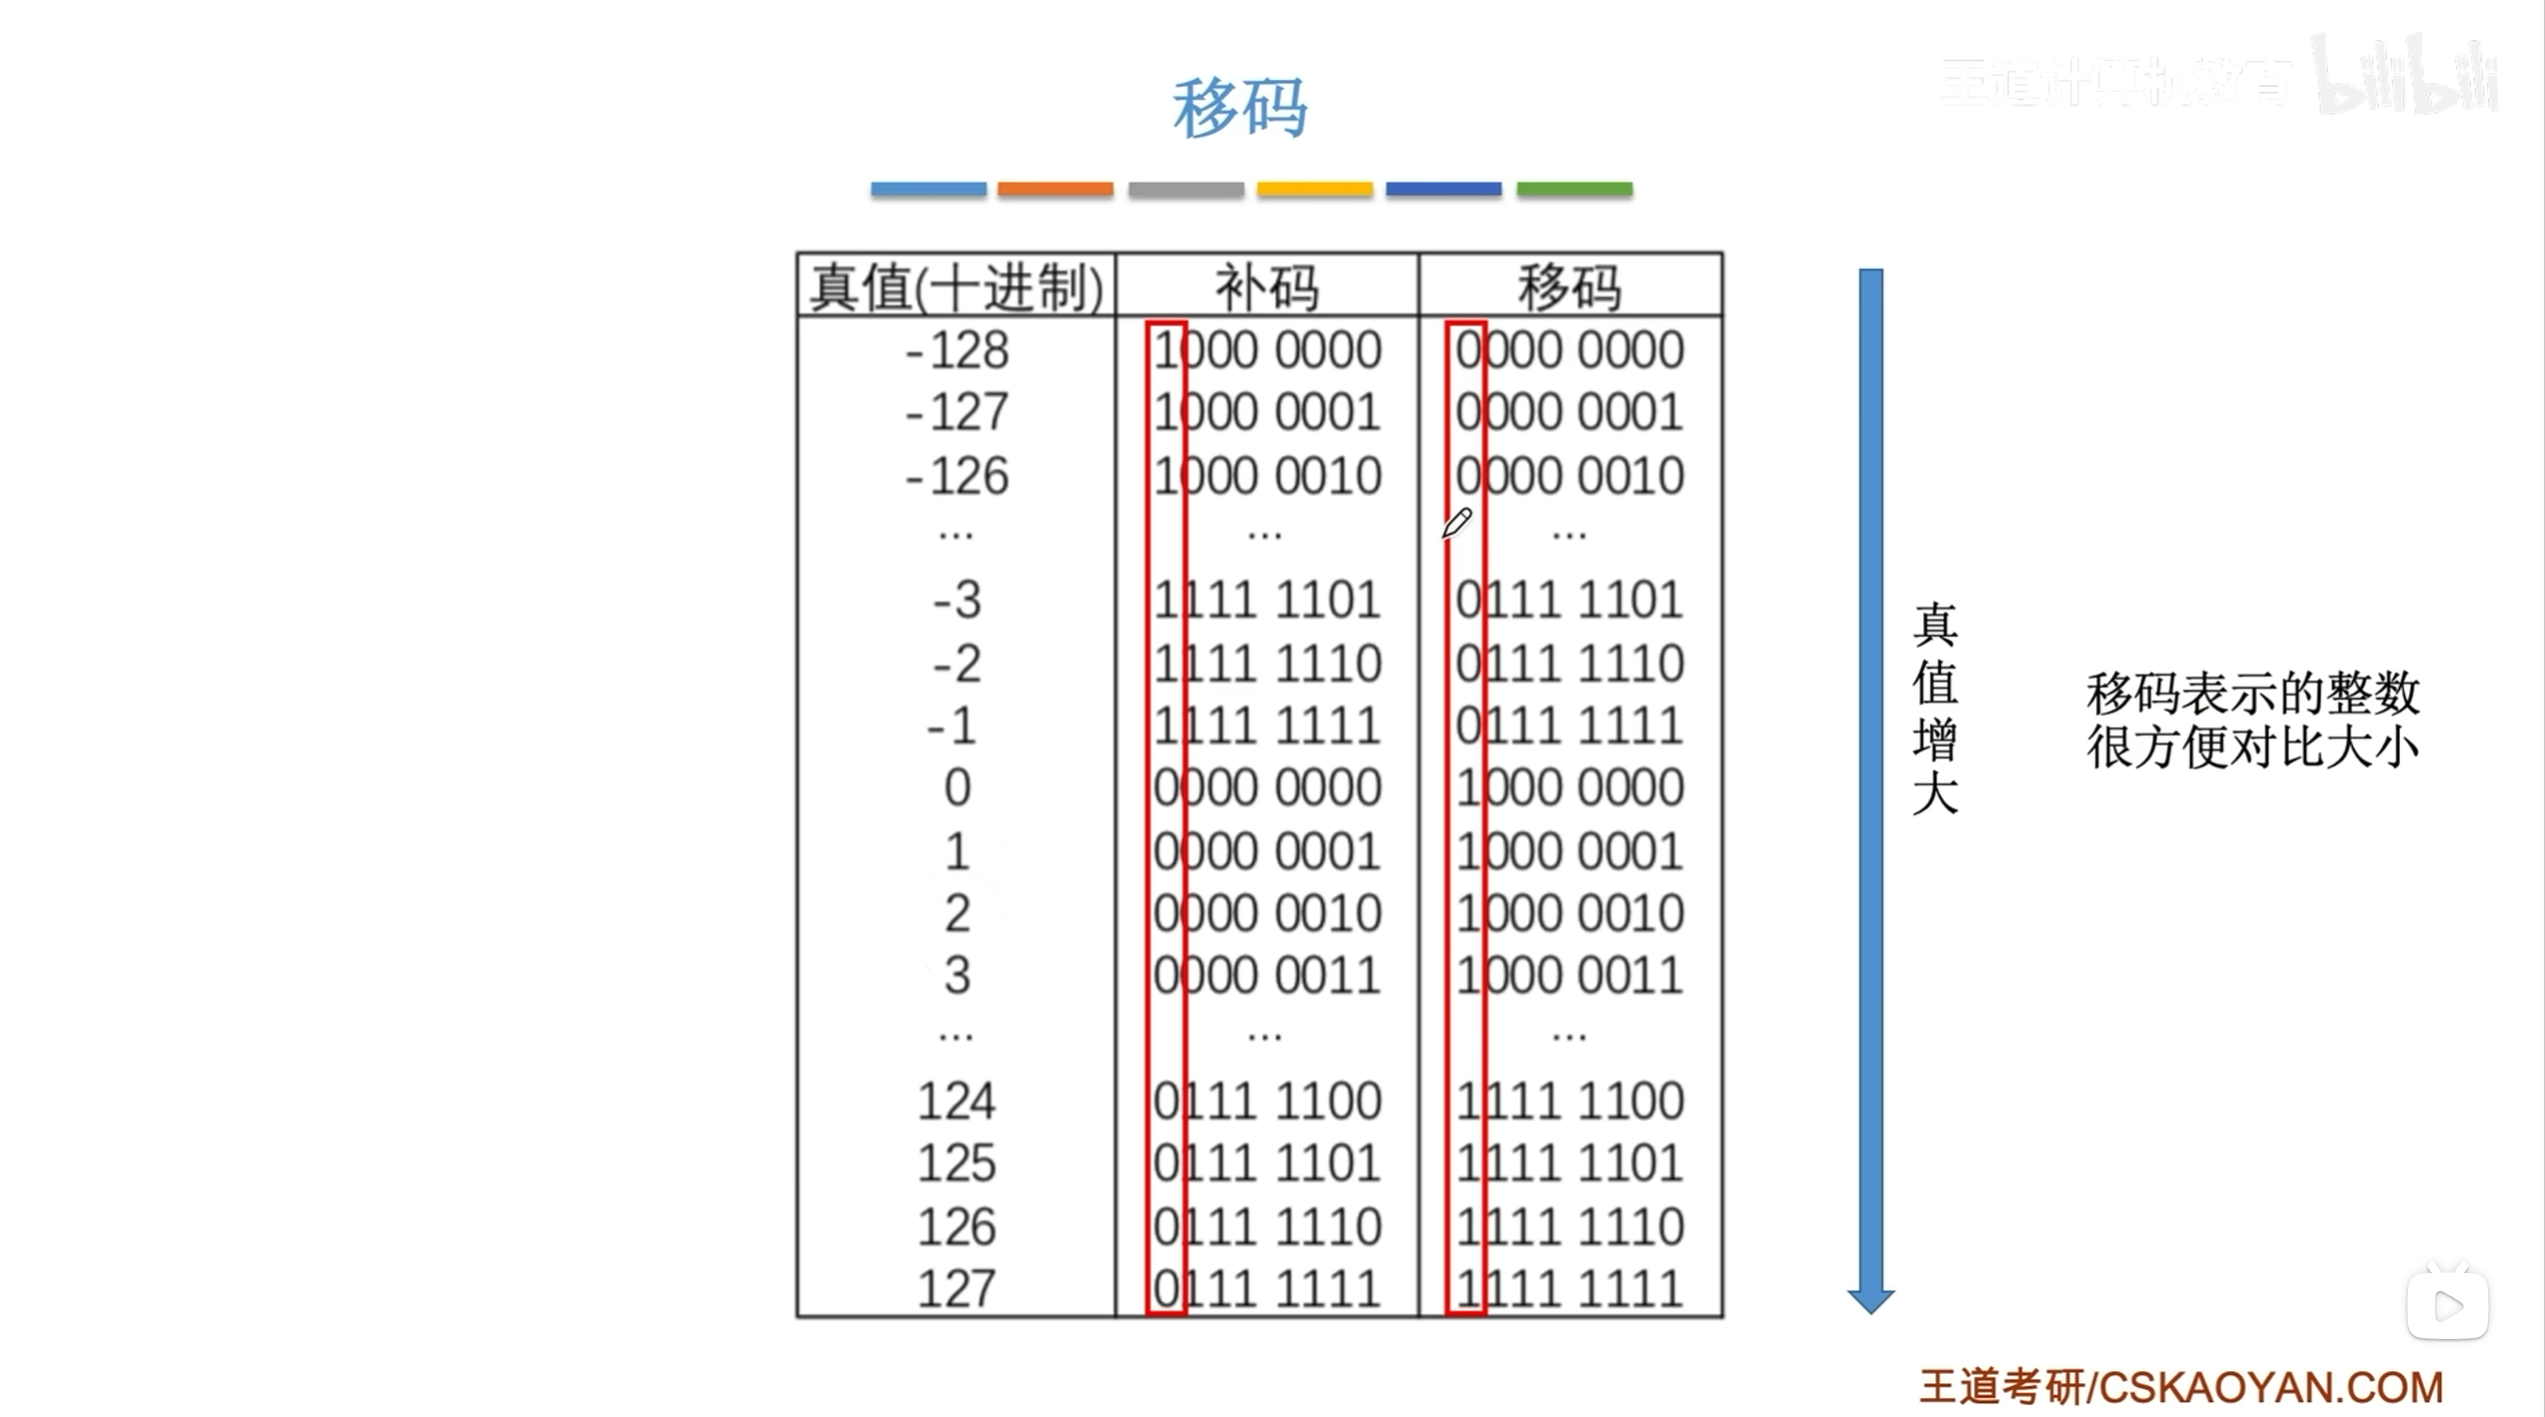 移码
王道计算机教育 bilibili
真值(十进制) 补码 移码
-128 1000 0000 0000 0000
-127 1000 0001 0000 0001
-126 1000 0010 0000 0010
... ... ...
-3 1111 1101 0111 1101
-2 1111 1110 0111 1110
-1 1111 1111 0111 1111
0 0000 0000 1000 0000
1 0000 0001 1000 0001
2 0000 0010 1000 0010
3 0000 0011 1000 0011
... ... ...
124 0111 1100 1111 1100
125 0111 1101 1111 1101
126 0111 1110 1111 1110
127 0111 1111 1111 1111
真值增大
移码表示的整数
很方便对比大小
王道考研/CSKAOYAN.COM